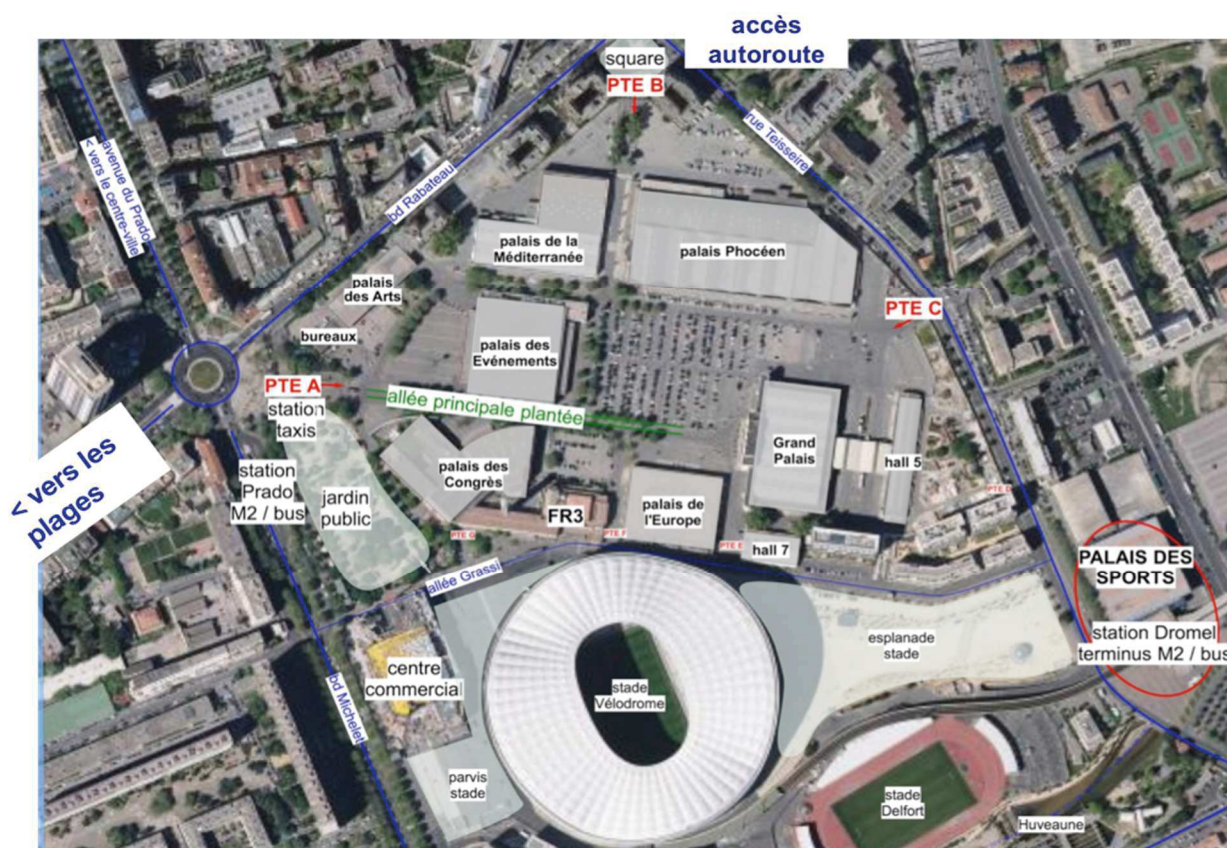 accès
autoroute
square
PTE B
avenue du Prado
< vers le centre-ville
bd Rabateau
rue Teisseire
palais de la
Méditerranée
palais Phocéen
palais
des Arts
PTE C
bureaux
palais des
Evénements
PTE A
allée principale plantée
station
taxis
< vers les
plages
station
Prado
M2 / bus
jardin
public
palais des
Congrès
Grand
Palais
hall 5
FR3
palais de
l'Europe
PTE D
PTE G
PTE F
PTE E
hall 7
allée Grassi
PALAIS DES
SPORTS
station Dromel
terminus M2 / bus
esplanade
stade
centre
commercial
stade
Vélodrome
bd Michelet
parvis
stade
stade
Delfort
Huveaune